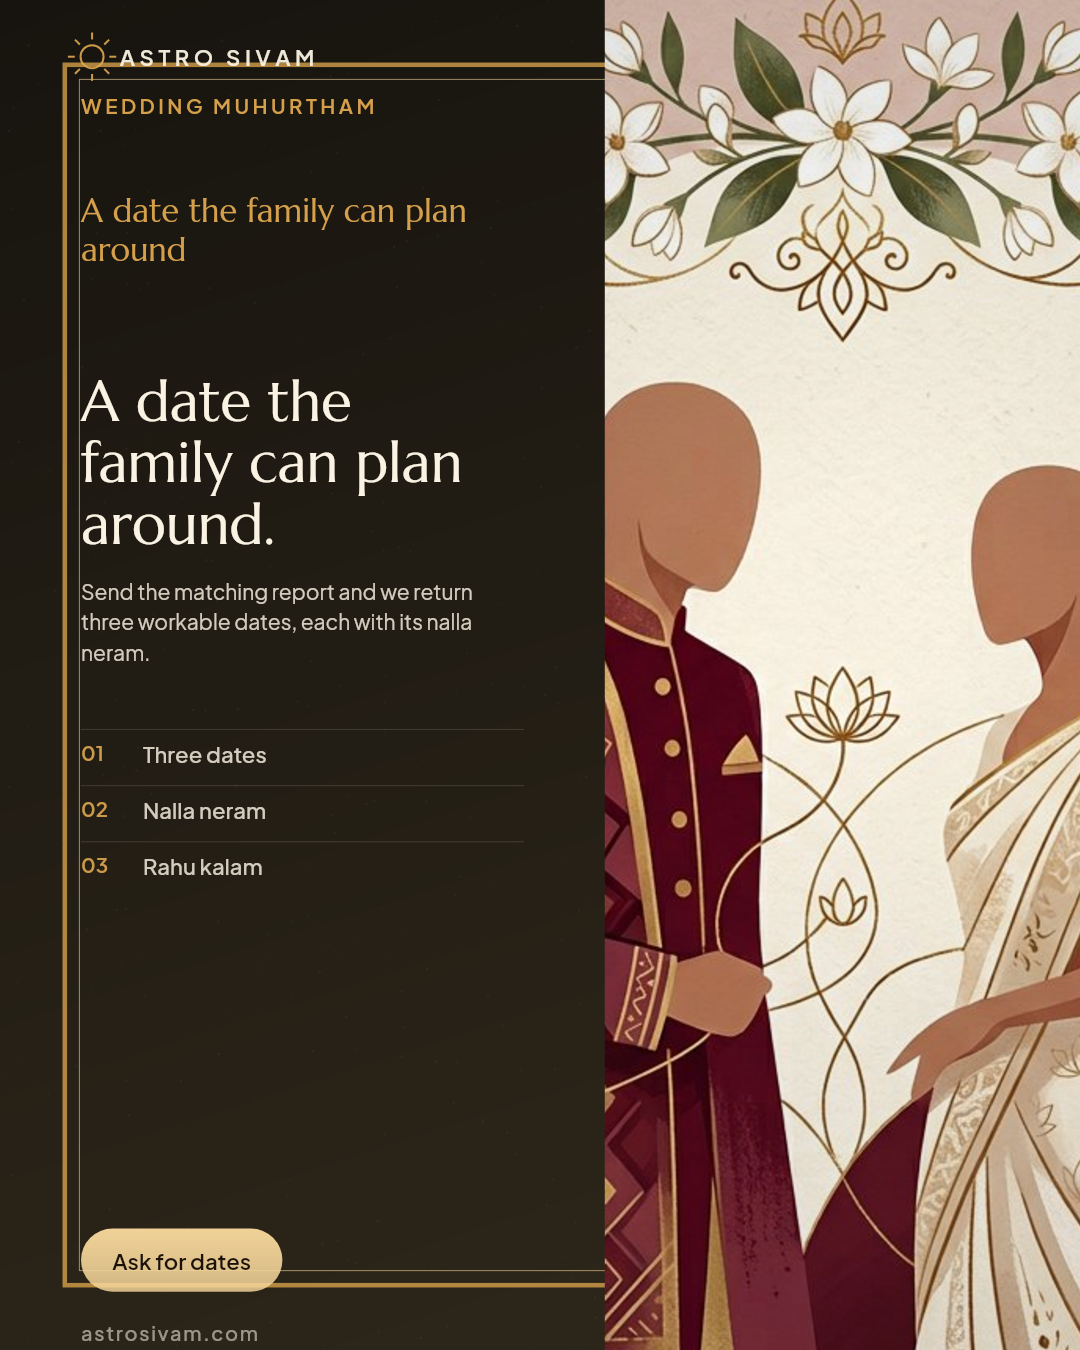 ASTRO SIVAM
WEDDING MUHURTHAM
A date the family can plan
around
A date the
family can plan
around.
Send the matching report and we return
three workable dates, each with its nalla
neram.
01 Three dates
02 Nalla neram
03 Rahu kalam
Ask for dates
astrosivam.com